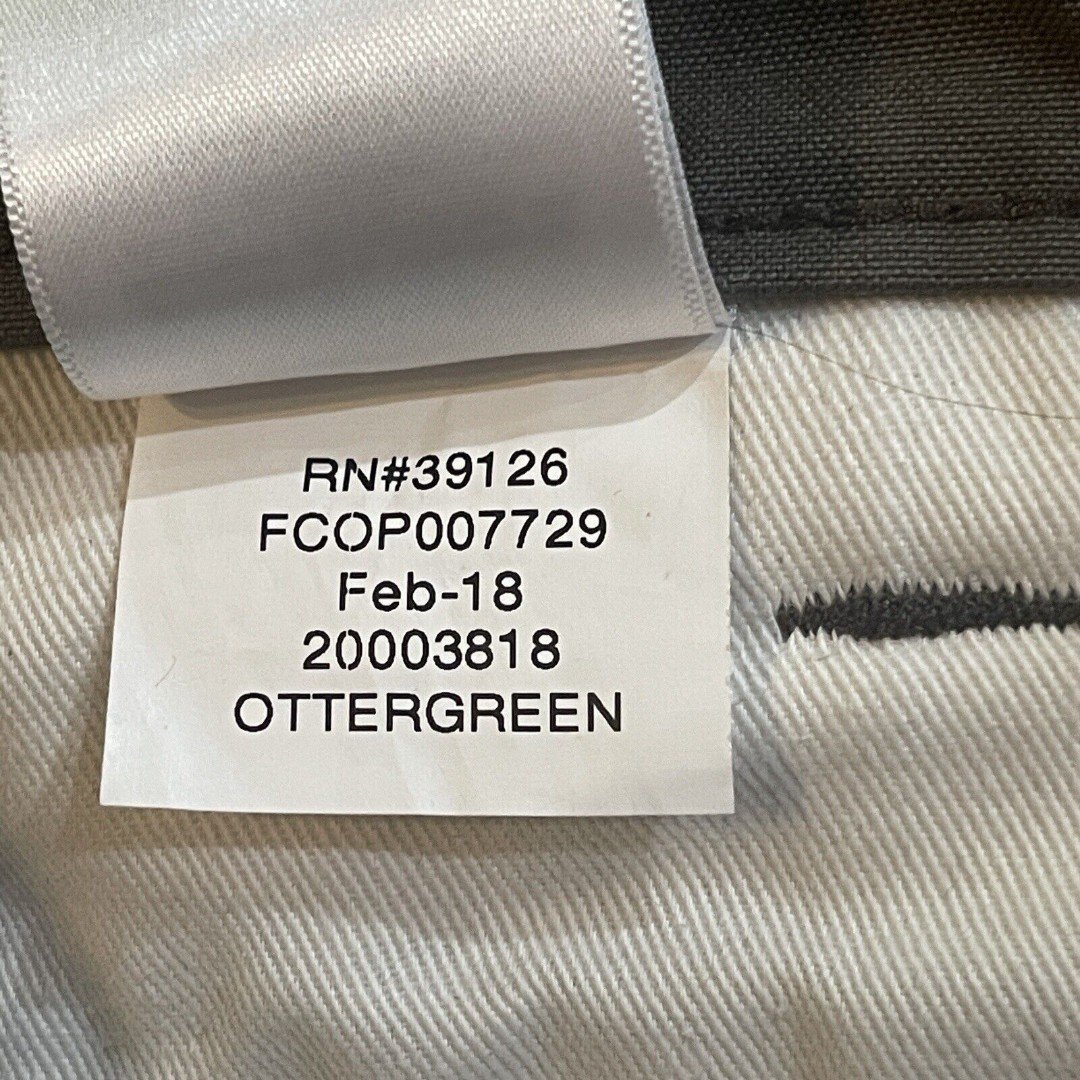 RN#39126
FCOP007729
Feb-18
20003818
OTTERGREEN